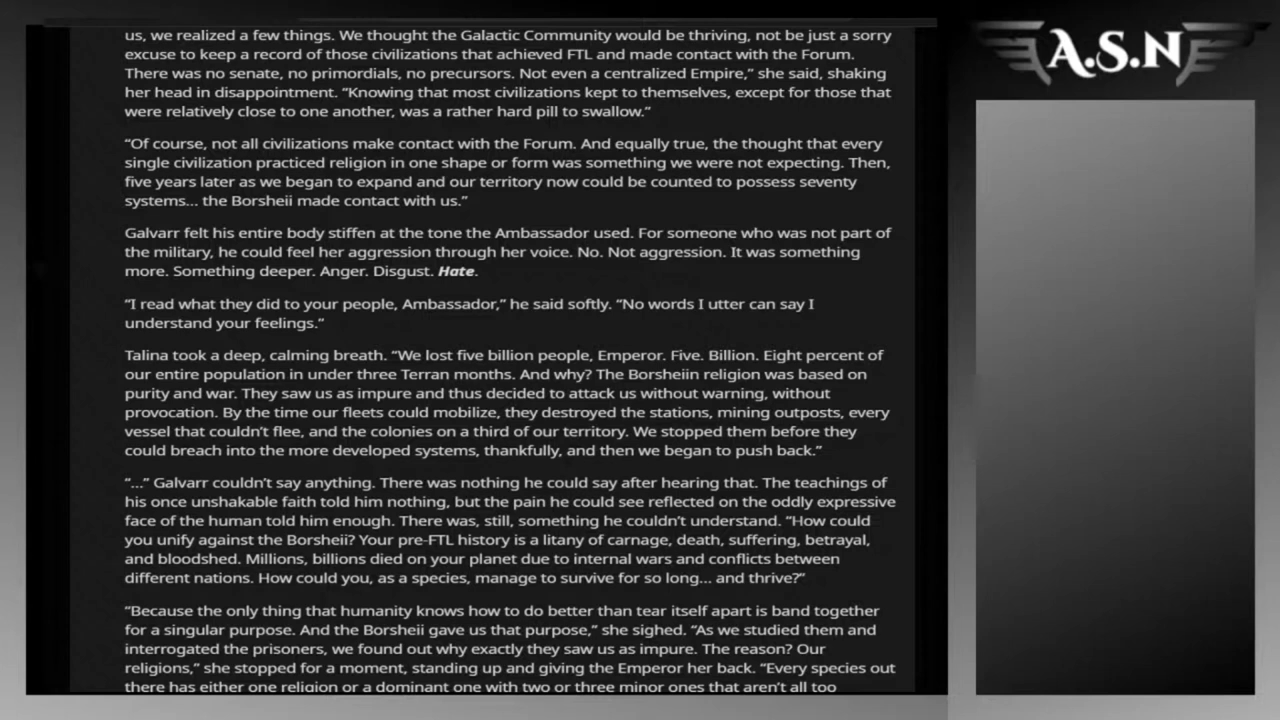 us, we realized a few things. We thought the Galactic Community would be thriving, not be just a sorry
excuse to keep a record of those civilizations that achieved FTL and made contact with the Forum.
There was no senate, no primordials, no precursors. Not even a centralized Empire,” she said, shaking
her head in disappointment. “Knowing that most civilizations kept to themselves, except for those that
were relatively close to one another, was a rather hard pill to swallow.”
“Of course, not all civilizations make contact with the Forum. And equally true, the thought that every
single civilization practiced religion in one shape or form was something we were not expecting. Then,
five years later as we began to expand and our territory now could be counted to possess seventy
systems… the Borsheii made contact with us.”
Galvarr felt his entire body stiffen at the tone the Ambassador used. For someone who was not part of
the military, he could feel her aggression through her voice. No. Not aggression. It was something
more. Something deeper. Anger. Disgust. Hate.
“I read what they did to your people, Ambassador,” he said softly. “No words I utter can say I
understand your feelings.”
Talina took a deep, calming breath. “We lost five billion people, Emperor. Five. Billion. Eight percent of
our entire population in under three Terran months. And why? The Borsheiin religion was based on
purity and war. They saw us as impure and thus decided to attack us without warning, without
provocation. By the time our fleets could mobilize, they destroyed the stations, mining outposts, every
vessel that couldn’t flee, and the colonies on a third of our territory. We stopped them before they
could breach into the more developed systems, thankfully, and then we began to push back.”
“…” Galvarr couldn’t say anything. There was nothing he could say after hearing that. The teachings of
his once unshakable faith told him nothing, but the pain he could see reflected on the oddly expressive
face of the human told him enough. There was, still, something he couldn’t understand. “How could
you unify against the Borsheii? Your pre-FTL history is a litany of carnage, death, suffering, betrayal,
and bloodshed. Millions, billions died on your planet due to internal wars and conflicts between
different nations. How could you, as a species, manage to survive for so long… and thrive?”
“Because the only thing that humanity knows how to do better than tear itself apart is band together
for a singular purpose. And the Borsheii gave us that purpose,” she sighed. “As we studied them and
interrogated the prisoners, we found out why exactly they saw us as impure. The reason? Our
religions,” she stopped for a moment, standing up and giving the Emperor her back. “Every species out
there has either one religion or a dominant one with two or three minor ones that aren’t all too
A.S.N